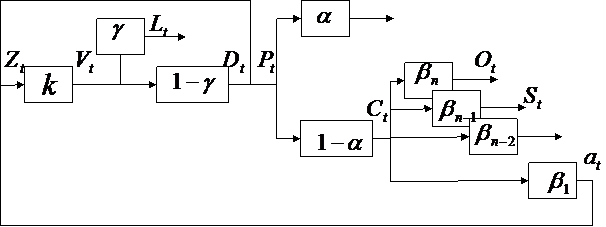 γ L_t α
Z_t V_t D_t P_t
k 1−γ
β_n O_t
C_t β_{n−1} S_t
1−α β_{n−2}
β_1 a_t